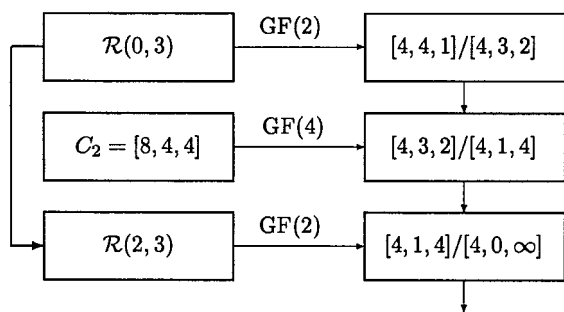 ℛ(0,3) GF(2) [4,4,1]/[4,3,2]
C₂ = [8,4,4] GF(4) [4,3,2]/[4,1,4]
ℛ(2,3) GF(2) [4,1,4]/[4,0,∞]